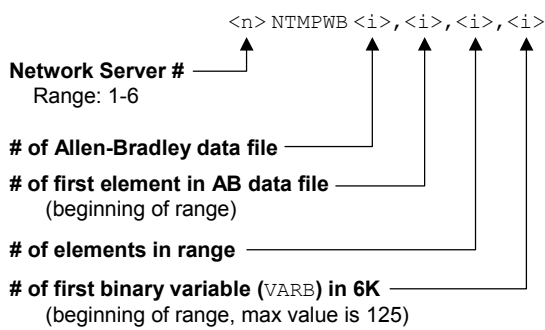 <n> NTMPWB <i>,<i>,<i>,<i>
Network Server #
Range: 1-6
# of Allen-Bradley data file
# of first element in AB data file
(beginning of range)
# of elements in range
# of first binary variable (VARB) in 6K
(beginning of range, max value is 125)